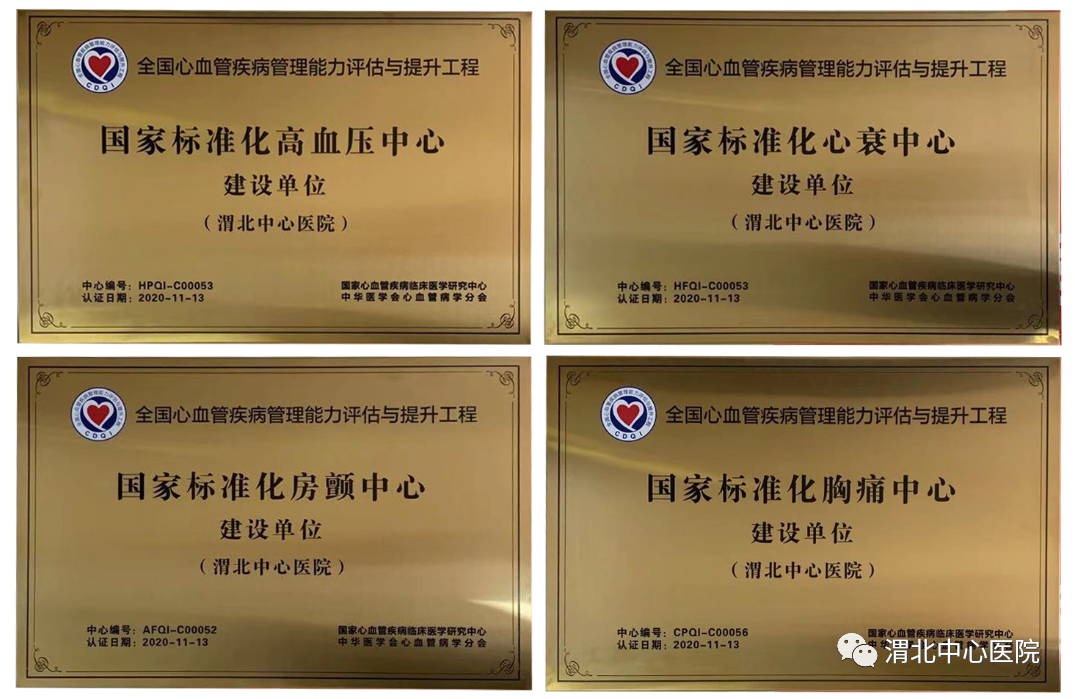 全国心血管疾病管理能力评估与提升工程
CDQI
国家标准化高血压中心
建设单位
(渭北中心医院)
中心编号: HPQI-C00053
认证日期: 2020-11-13
国家心血管疾病临床医学研究中心
中华医学会心血管病学分会
全国心血管疾病管理能力评估与提升工程
CDQI
国家标准化心衰中心
建设单位
(渭北中心医院)
中心编号: HFQI-C00053
认证日期: 2020-11-13
国家心血管疾病临床医学研究中心
中华医学会心血管病学分会
全国心血管疾病管理能力评估与提升工程
CDQI
国家标准化房颤中心
建设单位
(渭北中心医院)
中心编号: AFQI-C00052
认证日期: 2020-11-13
国家心血管疾病临床医学研究中心
中华医学会心血管病学分会
全国心血管疾病管理能力评估与提升工程
CDQI
国家标准化胸痛中心
建设单位
(渭北中心医院)
中心编号: CPQI-C00056
认证日期: 2020-11-13
国家心血管疾病临床医学研究中心
渭北中心医院